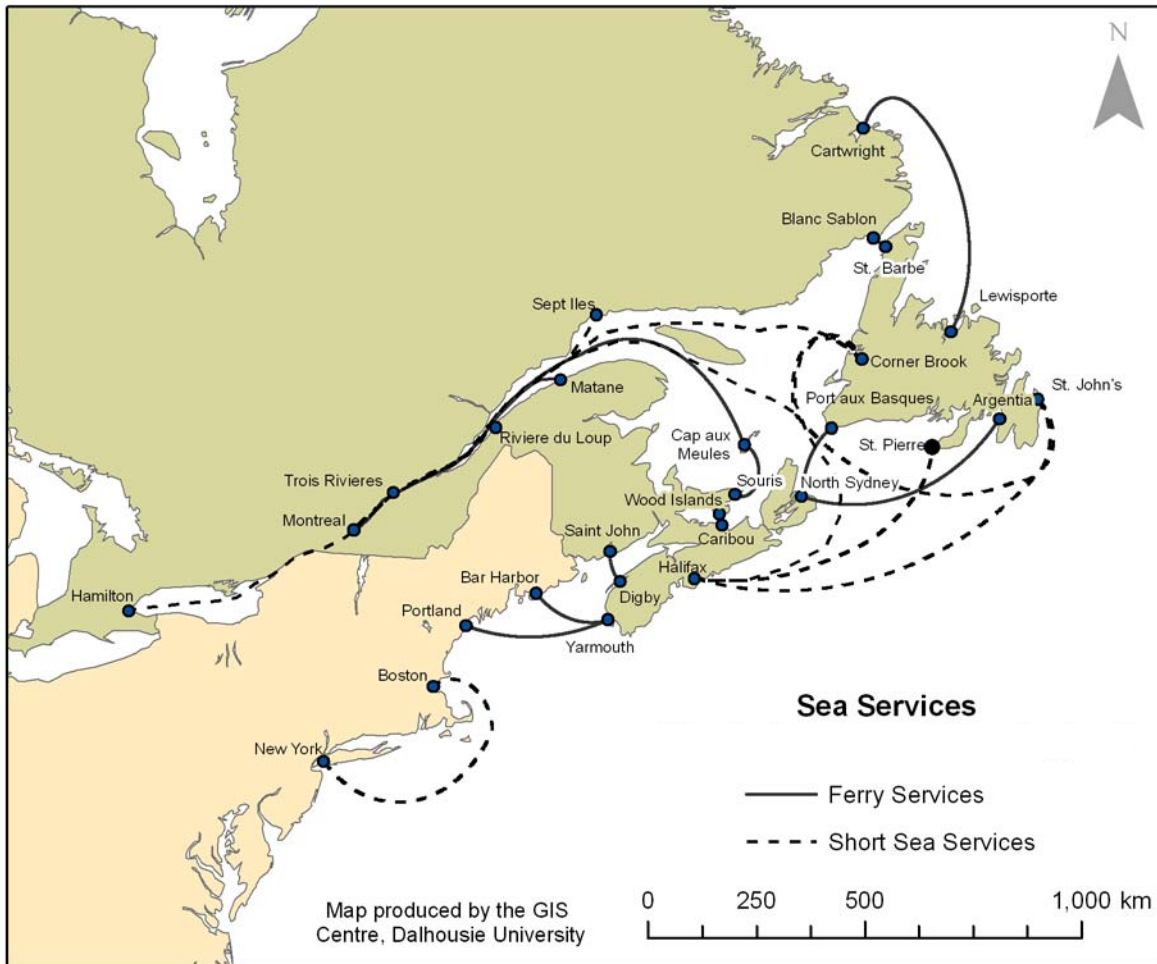 N
Cartwright
Blanc Sablon
St. Barbe
Lewisporte
Sept Iles
Corner Brook
Matane
St. John's
Port aux Basques
Argentia
Riviere du Loup
Cap aux
Meules
St. Pierre
Trois Rivieres
Souris
North Sydney
Wood Islands
Montreal
Saint John
Caribou
Halifax
Bar Harbor
Hamilton
Digby
Portland
Yarmouth
Boston
Sea Services
New York
Ferry Services
Short Sea Services
0 250 500 1,000 km
Map produced by the GIS
Centre, Dalhousie University